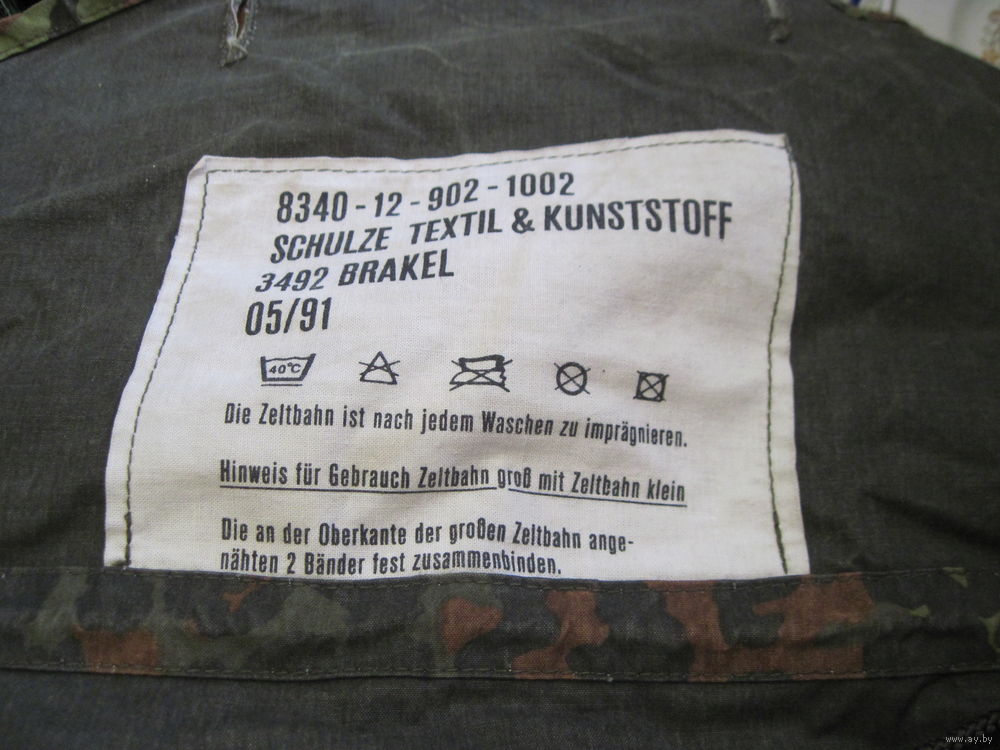 8340-12-902-1002
SCHULZE TEXTIL & KUNSTSTOFF
3492 BRAKEL
05/91
40°C
Die Zeltbahn ist nach jedem Waschen zu imprägnieren.
Hinweis für Gebrauch Zeltbahn groß mit Zeltbahn klein
Die an der Oberkante der großen Zeltbahn ange-
nähten 2 Bänder fest zusammenbinden.
www.ay.by